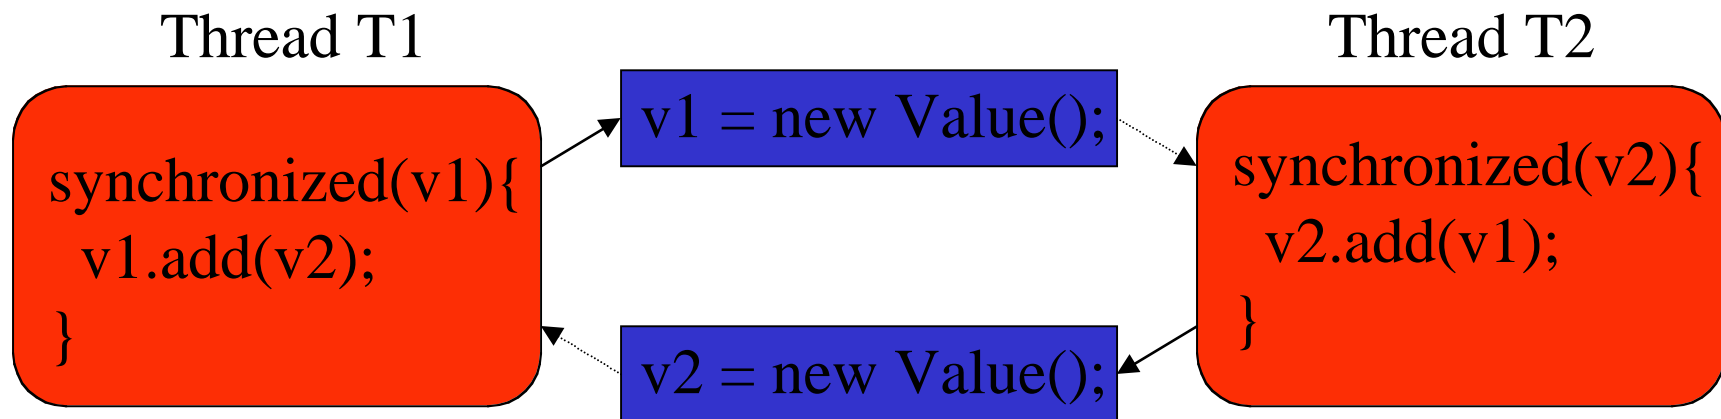 Thread T1
Thread T2
v1 = new Value();
synchronized(v1){
v1.add(v2);
}
synchronized(v2){
v2.add(v1);
}
v2 = new Value();